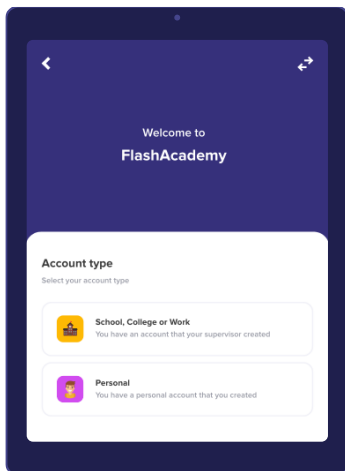 Welcome to
FlashAcademy
Account type
Select your account type
School, College or Work
You have an account that your supervisor created
Personal
You have a personal account that you created